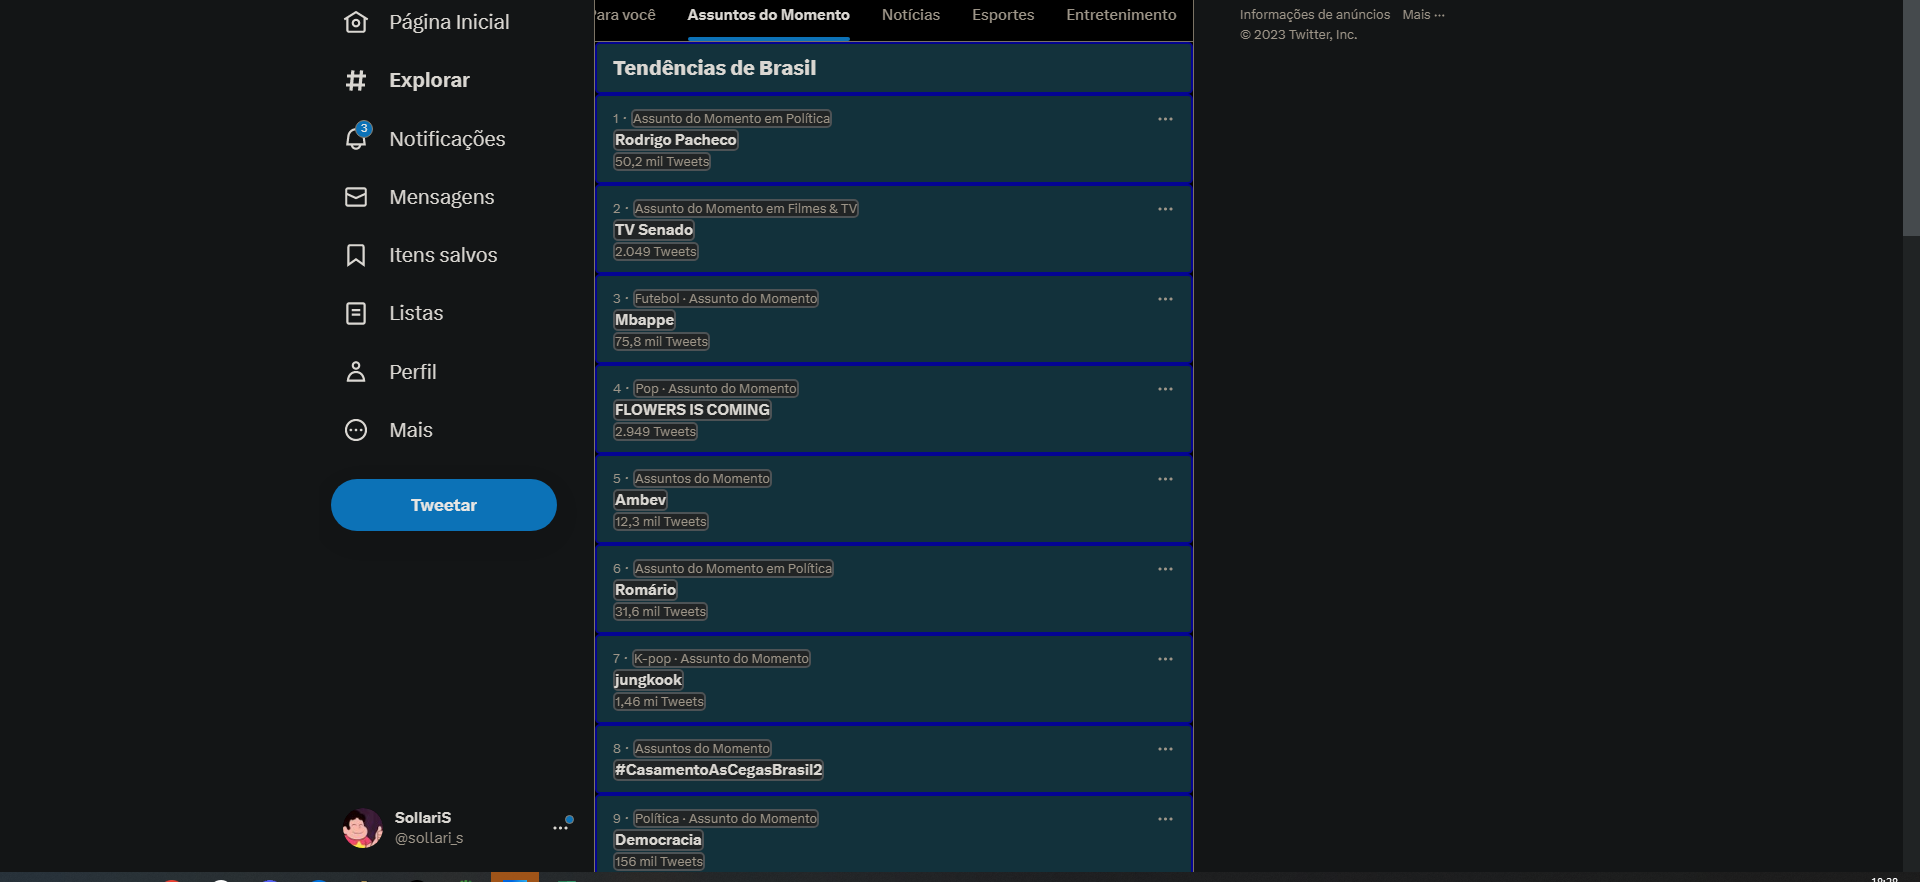 Página Inicial
Explorar
3
Notificações
Mensagens
Itens salvos
Listas
Perfil
Mais
Tweetar
SollariS
@sollari_s
Para você Assuntos do Momento Notícias Esportes Entretenimento
Tendências de Brasil
1 · Assunto do Momento em Política
Rodrigo Pacheco
50,2 mil Tweets
2 · Assunto do Momento em Filmes & TV
TV Senado
2.049 Tweets
3 · Futebol · Assunto do Momento
Mbappe
75,8 mil Tweets
4 · Pop · Assunto do Momento
FLOWERS IS COMING
2.949 Tweets
5 · Assuntos do Momento
Ambev
12,3 mil Tweets
6 · Assunto do Momento em Política
Romário
31,6 mil Tweets
7 · K-pop · Assunto do Momento
jungkook
1,46 mi Tweets
8 · Assuntos do Momento
#CasamentoAsCegasBrasil2
9 · Política · Assunto do Momento
Democracia
156 mil Tweets
Informações de anúncios Mais ···
© 2023 Twitter, Inc.